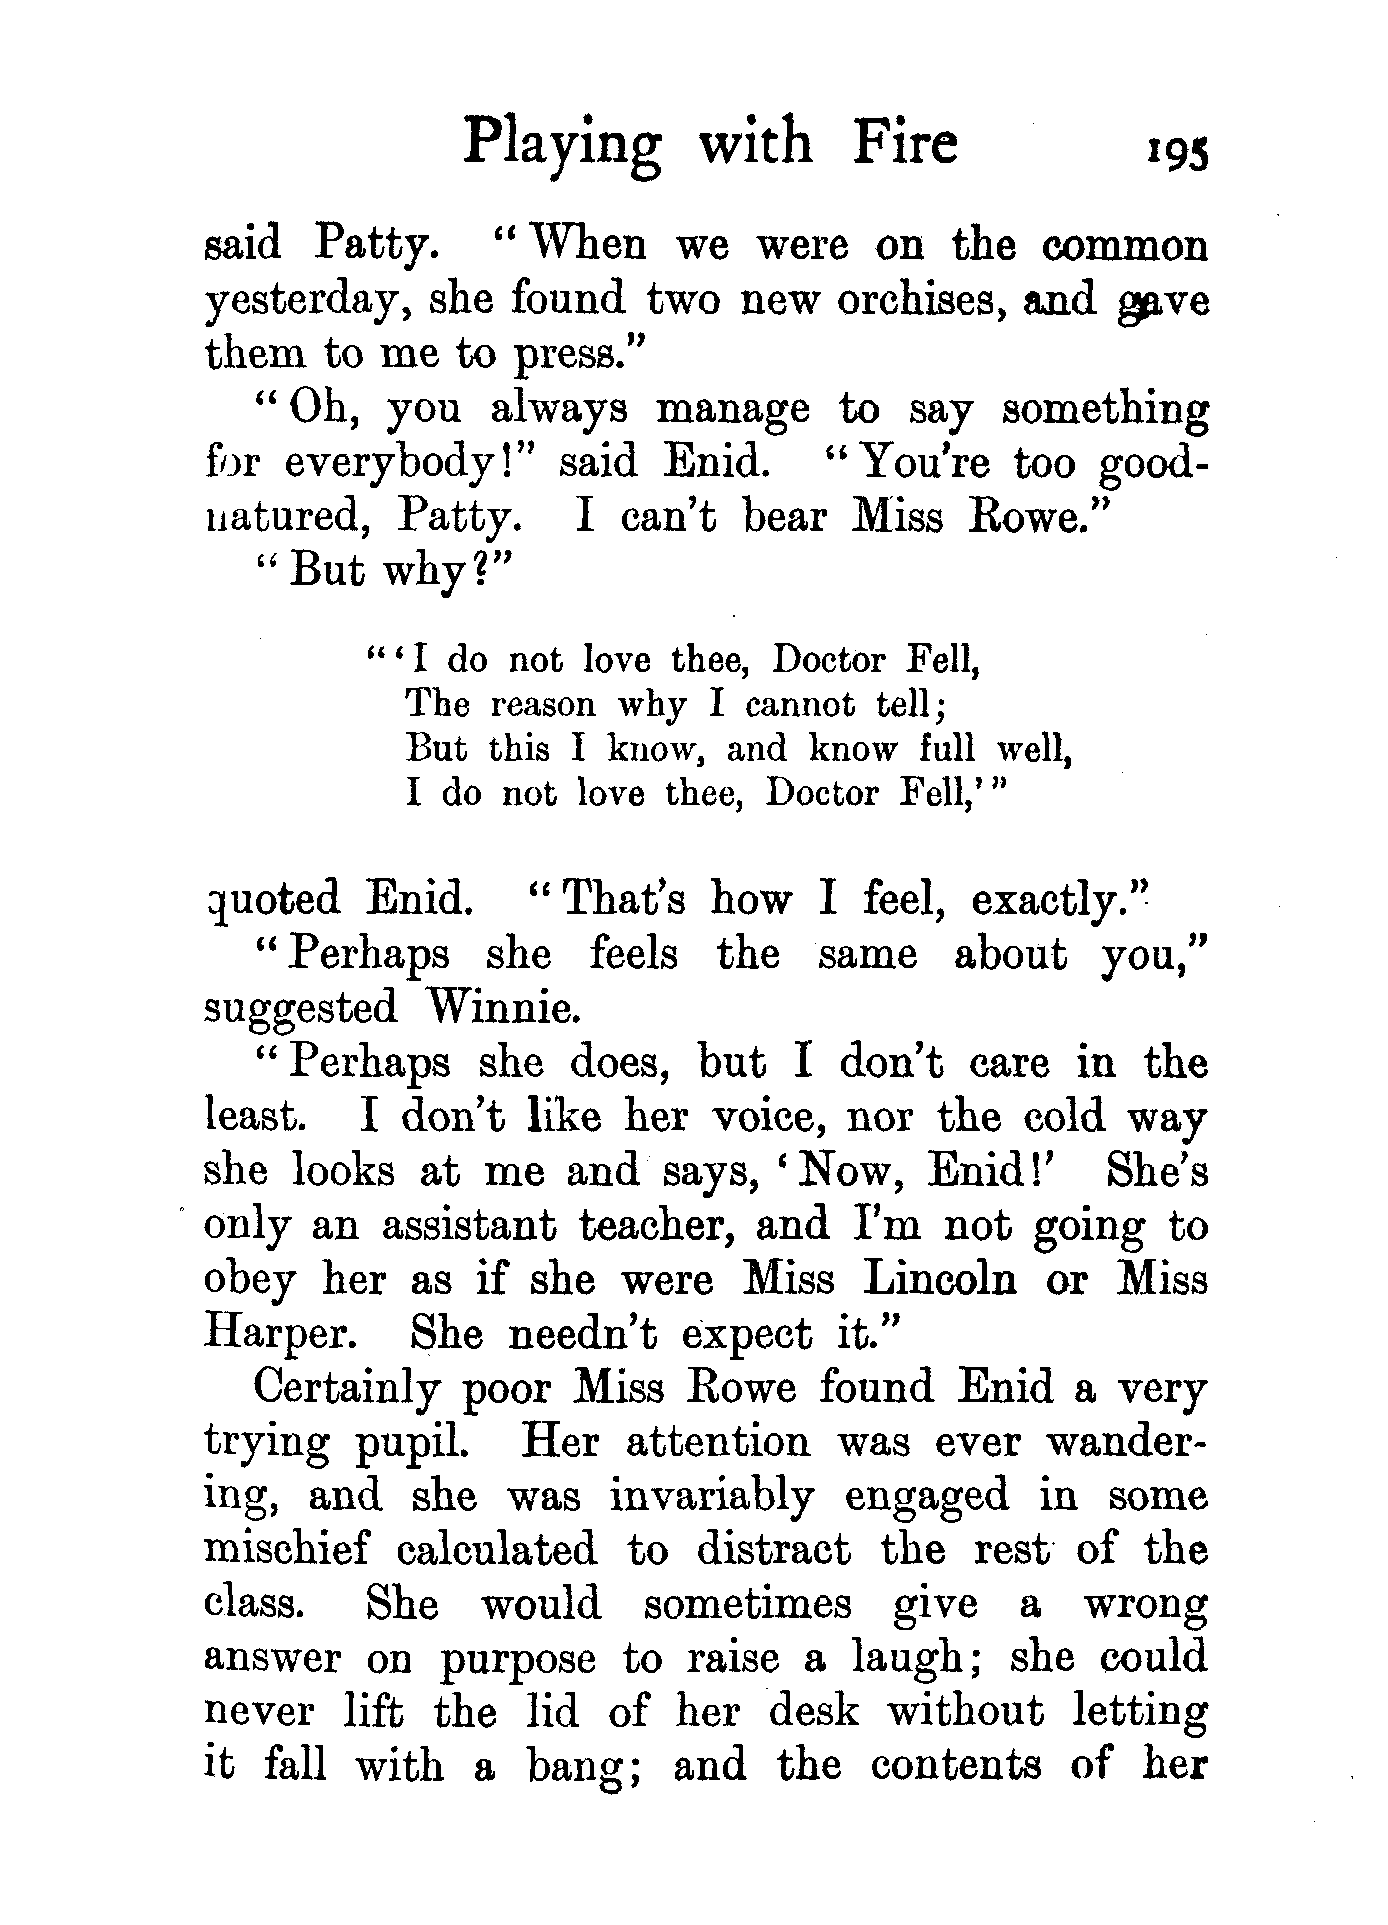 Playing with Fire 195
said Patty. "When we were on the common
yesterday, she found two new orchises, and gave
them to me to press."
"Oh, you always manage to say something
for everybody!" said Enid. "You're too good-
natured, Patty. I can't bear Miss Rowe."
"But why?"
"'I do not love thee, Doctor Fell,
The reason why I cannot tell;
But this I know, and know full well,
I do not love thee, Doctor Fell,'"
quoted Enid. "That's how I feel, exactly."
"Perhaps she feels the same about you,"
suggested Winnie.
"Perhaps she does, but I don't care in the
least. I don't like her voice, nor the cold way
she looks at me and says, 'Now, Enid!' She's
only an assistant teacher, and I'm not going to
obey her as if she were Miss Lincoln or Miss
Harper. She needn't expect it."
Certainly poor Miss Rowe found Enid a very
trying pupil. Her attention was ever wander-
ing, and she was invariably engaged in some
mischief calculated to distract the rest of the
class. She would sometimes give a wrong
answer on purpose to raise a laugh; she could
never lift the lid of her desk without letting
it fall with a bang; and the contents of her